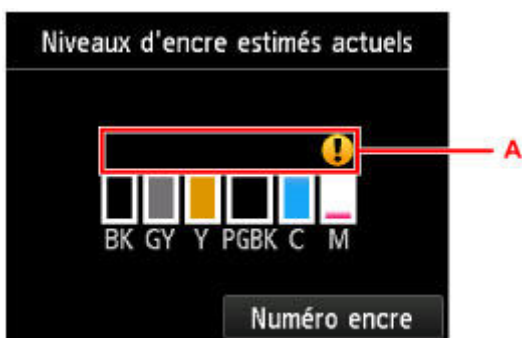 Niveaux d'encre estimés actuels
A
BK GY Y PGBK C M
Numéro encre